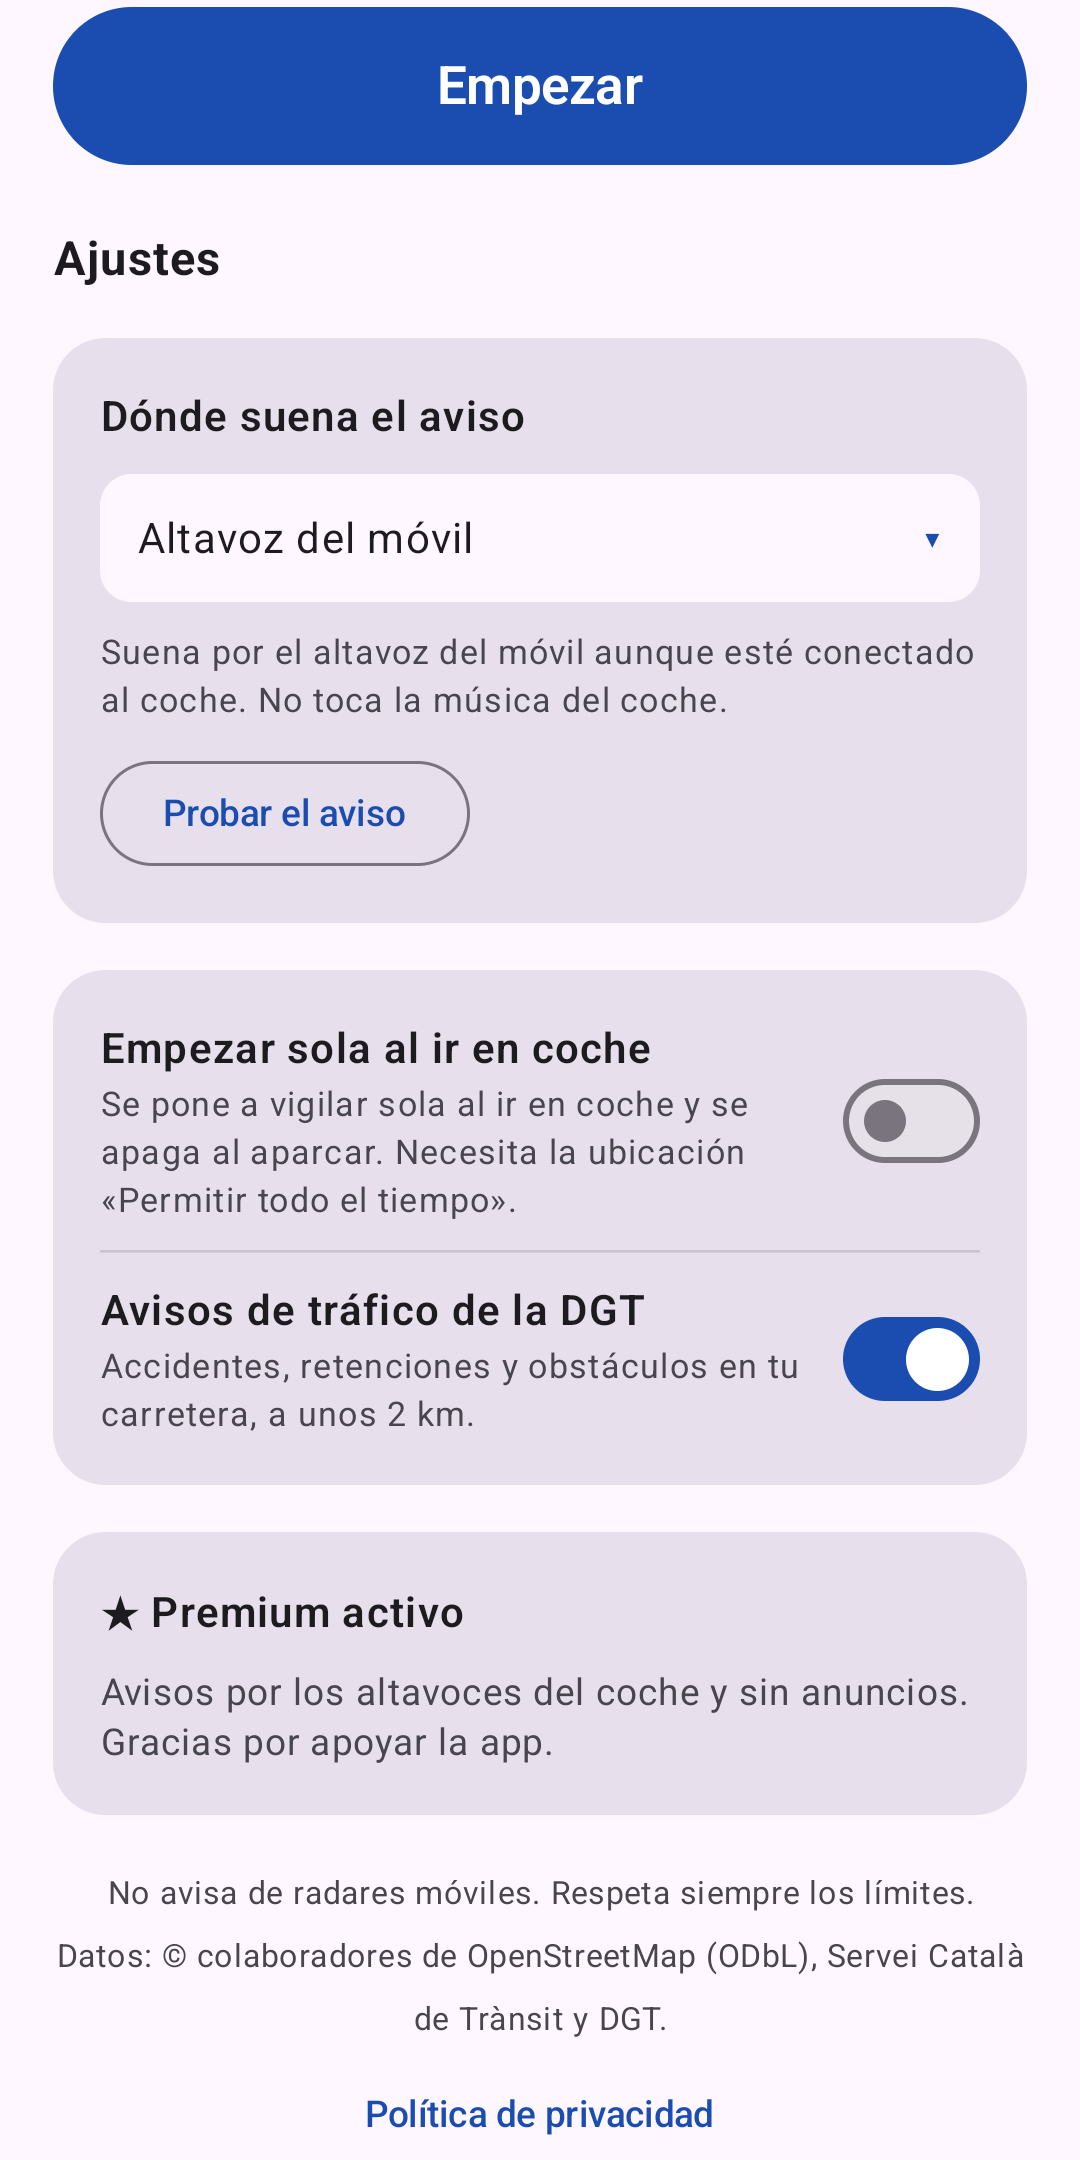 Empezar
Ajustes
Dónde suena el aviso
Altavoz del móvil
Suena por el altavoz del móvil aunque esté conectado
al coche. No toca la música del coche.
Probar el aviso
Empezar sola al ir en coche
Se pone a vigilar sola al ir en coche y se
apaga al aparcar. Necesita la ubicación
«Permitir todo el tiempo».
Avisos de tráfico de la DGT
Accidentes, retenciones y obstáculos en tu
carretera, a unos 2 km.
★ Premium activo
Avisos por los altavoces del coche y sin anuncios.
Gracias por apoyar la app.
No avisa de radares móviles. Respeta siempre los límites.
Datos: © colaboradores de OpenStreetMap (ODbL), Servei Català
de Trànsit y DGT.
Política de privacidad